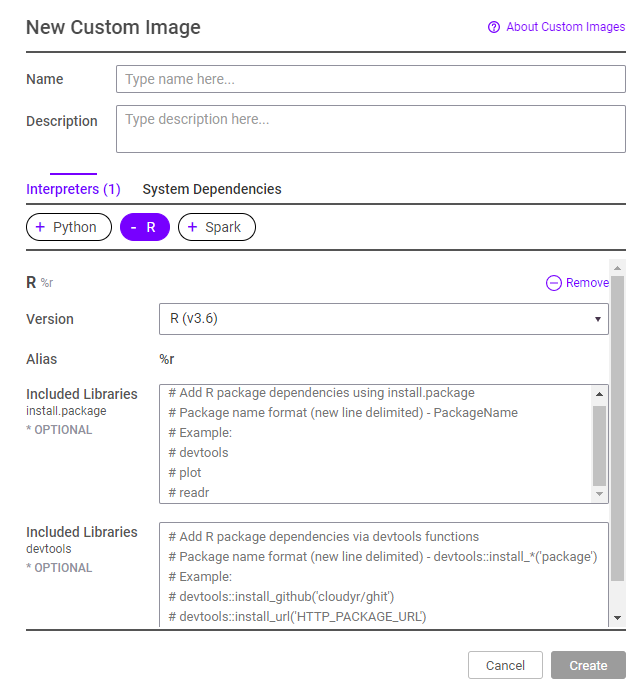 New Custom Image
About Custom Images
Name
Type name here...
Description
Type description here...
Interpreters (1) System Dependencies
+ Python - R + Spark
R %r
Remove
Version
R (v3.6)
Alias
%r
Included Libraries
install.package
* OPTIONAL
# Add R package dependencies using install.package
# Package name format (new line delimited) - PackageName
# Example:
# devtools
# plot
# readr
Included Libraries
devtools
* OPTIONAL
# Add R package dependencies via devtools functions
# Package name format (new line delimited) - devtools::install_*('package')
# Example:
# devtools::install_github('cloudyr/ghit')
# devtools::install_url('HTTP_PACKAGE_URL')
Cancel Create